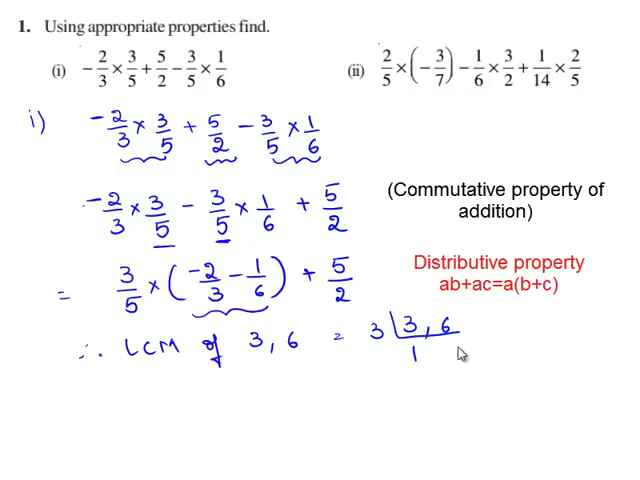 1. Using appropriate properties find.
(i) −2/3 × 3/5 + 5/2 − 3/5 × 1/6 (ii) 2/5 × (−3/7) − 1/6 × 3/2 + 1/14 × 2/5
i) −2/3 × 3/5 + 5/2 − 3/5 × 1/6
−2/3 × 3/5 − 3/5 × 1/6 + 5/2
(Commutative property of
addition)
= 3/5 × (−2/3 − 1/6) + 5/2
Distributive property
ab+ac=a(b+c)
∴ LCM of 3, 6 = 3 | 3, 6
1